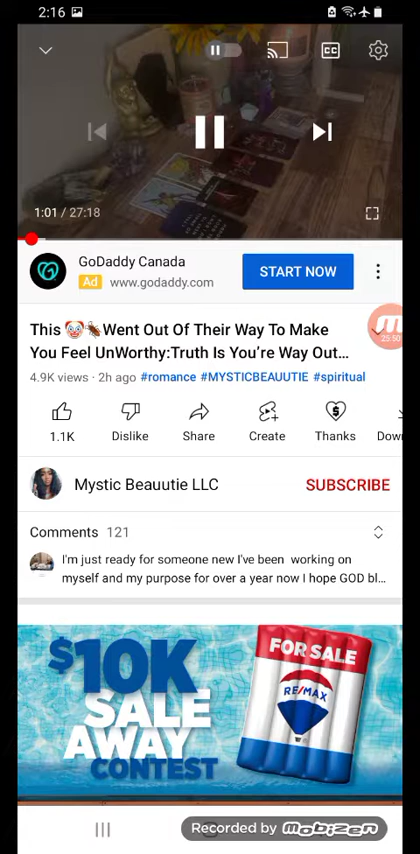 2:16
1:01 / 27:18
GoDaddy Canada
Ad www.godaddy.com
START NOW
This 🤡🪳Went Out Of Their Way To Make
You Feel UnWorthy:Truth Is You're Way Out...
25:50
4.9K views · 2h ago #romance #MYSTICBEAUUTIE #spiritual
1.1K Dislike Share Create Thanks Down
Mystic Beauutie LLC SUBSCRIBE
Comments 121
I'm just ready for someone new I've been working on
myself and my purpose for over a year now I hope GOD bl...
$10K
SALE
AWAY
CONTEST
FOR SALE
RE/MAX
Recorded by mobizen